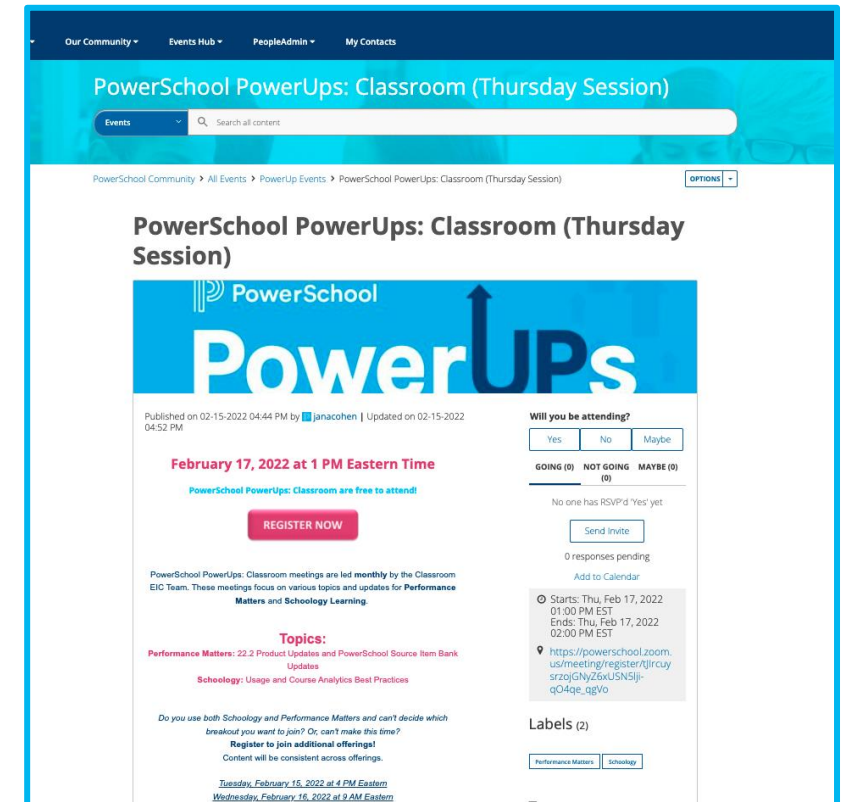 Our Community Events Hub PeopleAdmin My Contacts
PowerSchool PowerUps: Classroom (Thursday Session)
Events Search all content
PowerSchool Community > All Events > PowerUp Events > PowerSchool PowerUps: Classroom (Thursday Session)
OPTIONS
PowerSchool PowerUps: Classroom (Thursday
Session)
PowerSchool
PowerUPs
Published on 02-15-2022 04:44 PM by janacohen | Updated on 02-15-2022
04:52 PM
February 17, 2022 at 1 PM Eastern Time
PowerSchool PowerUps: Classroom are free to attend!
REGISTER NOW
PowerSchool PowerUps: Classroom meetings are led monthly by the Classroom
EIC Team. These meetings focus on various topics and updates for Performance
Matters and Schoology Learning.
Topics:
Performance Matters: 22.2 Product Updates and PowerSchool Source Item Bank
Updates
Schoology: Usage and Course Analytics Best Practices
Do you use both Schoology and Performance Matters and can't decide which
breakout you want to join? Or, can't make this time?
Register to join additional offerings!
Content will be consistent across offerings.
Tuesday, February 15, 2022 at 4 PM Eastern
Wednesday, February 16, 2022 at 9 AM Eastern
Will you be attending?
Yes No Maybe
GOING (0) NOT GOING MAYBE (0)
(0)
No one has RSVP'd 'Yes' yet
Send Invite
0 responses pending
Add to Calendar
Starts: Thu, Feb 17, 2022
01:00 PM EST
Ends: Thu, Feb 17, 2022
02:00 PM EST
https://powerschool.zoom.
us/meeting/register/tJIrcuy
srzojGNyZ6xUSN5lji-
qO4qe_qgVo
Labels (2)
Performance Matters Schoology